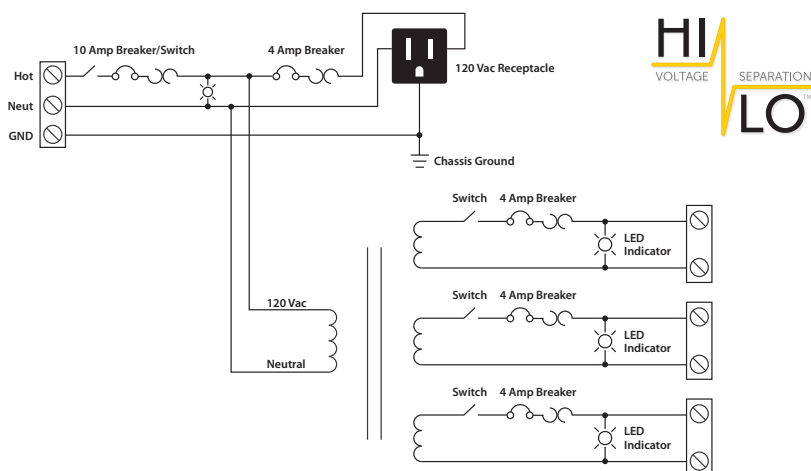 10 Amp Breaker/Switch
4 Amp Breaker
120 Vac Receptacle
Hot
Neut
GND
Chassis Ground
HI
VOLTAGE SEPARATION
LO™
Switch 4 Amp Breaker
LED
Indicator
120 Vac
Neutral
Switch 4 Amp Breaker
LED
Indicator
Switch 4 Amp Breaker
LED
Indicator